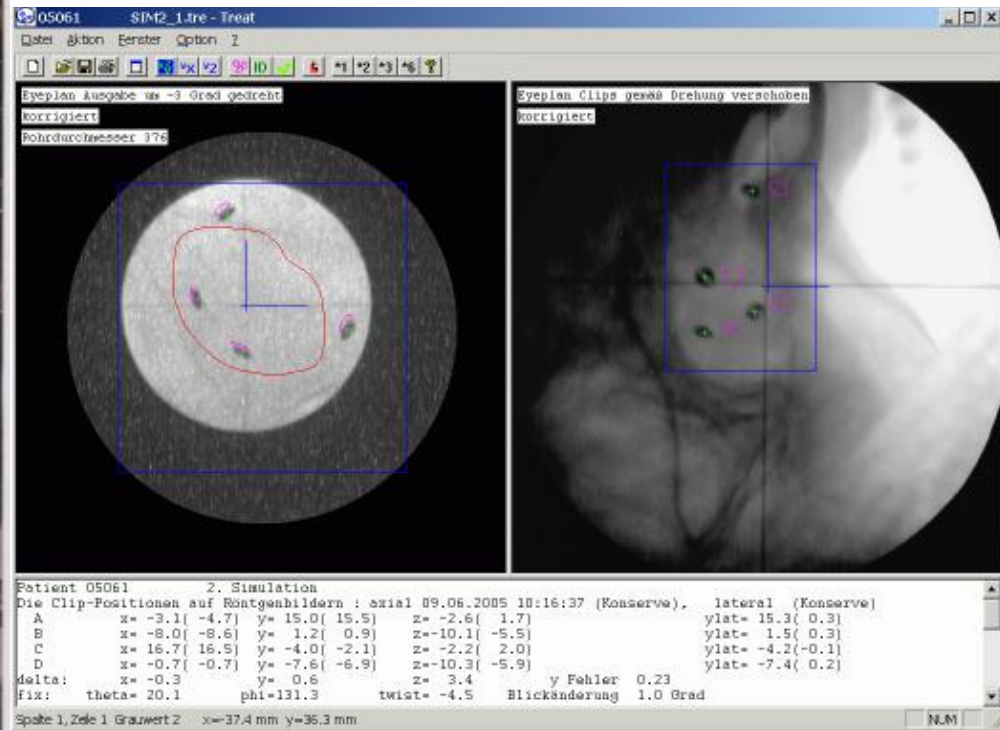 05061 SIM2_1.tre - Treat
Datei Aktion Fenster Option ?
vx vz ID *1 *2 *3 *6 ?
Eyeplan Ausgabe um -3 Grad gedreht
korrigiert
Rohrdurchmesser 376
Eyeplan Clips gemäß Drehung verschoben
korrigiert
Patient 05061 2. Simulation
Die Clip-Positionen auf Röntgenbildern : axial 09.06.2005 10:16:37 (Konserve), lateral (Konserve)
A x= -3.1( -4.7) y= 15.0( 15.5) z= -2.6( 1.7) ylat= 15.3( 0.3)
B x= -8.0( -8.6) y= 1.2( 0.9) z=-10.1( -5.5) ylat= 1.5( 0.3)
C x= 16.7( 16.5) y= -4.0( -2.1) z= -2.2( 2.0) ylat= -4.2(-0.1)
D x= -0.7( -0.7) y= -7.6( -6.9) z=-10.3( -5.9) ylat= -7.4( 0.2)
delta: x= -0.3 y= 0.6 z= 3.4 y Fehler 0.23
fix: theta= 20.1 phi=131.3 twist= -4.5 Blickänderung 1.0 Grad
Spalte 1, Zeile 1 Grauwert 2 x=-37.4 mm y=36.3 mm NUM